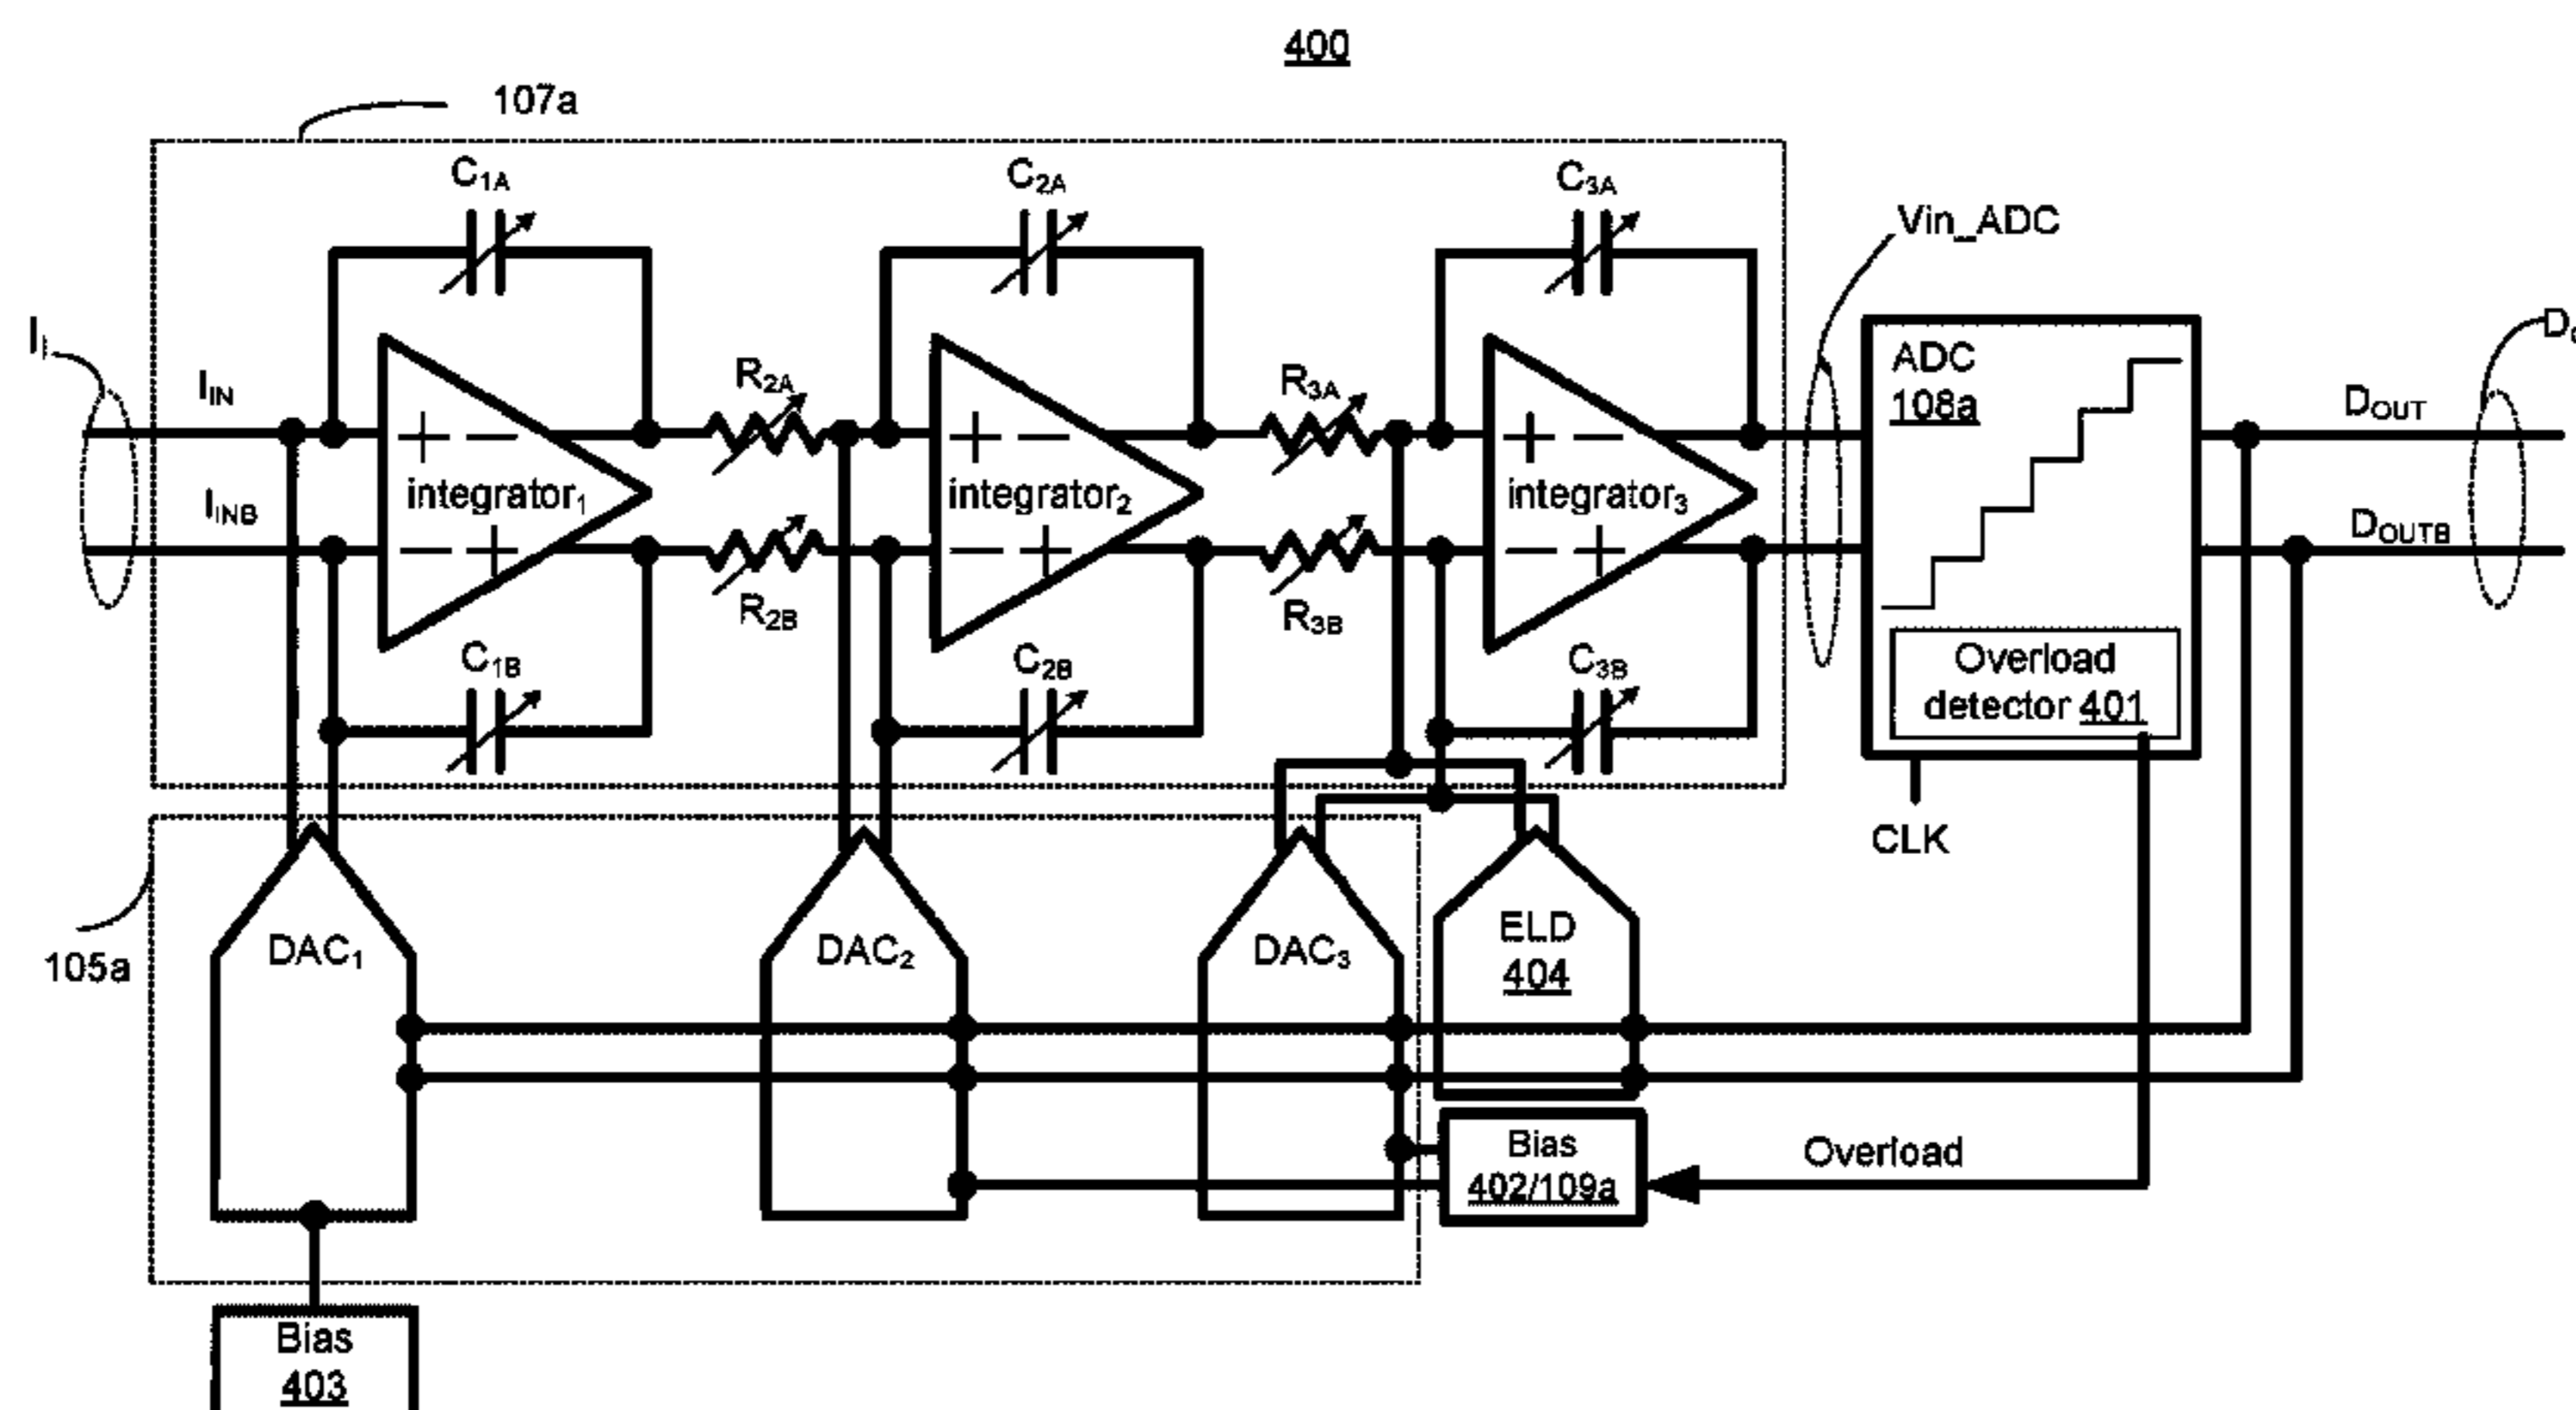 400
107a
C1A
C2A
C3A
Vin_ADC
IIN
R2A
R3A
ADC
108a
DOUT
IINB
integrator1
integrator2
integrator3
DOUTB
R2B
R3B
C1B
C2B
C3B
Overload
detector 401
CLK
DAC1
DAC2
DAC3
ELD
404
105a
Bias
402/109a
Overload
Bias
403
+ −
− +
+ −
− +
+ −
− +